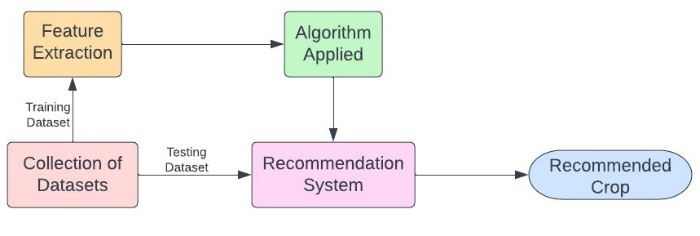 Feature
Extraction
Algorithm
Applied
Training
Dataset
Collection of
Datasets
Testing
Dataset
Recommendation
System
Recommended
Crop